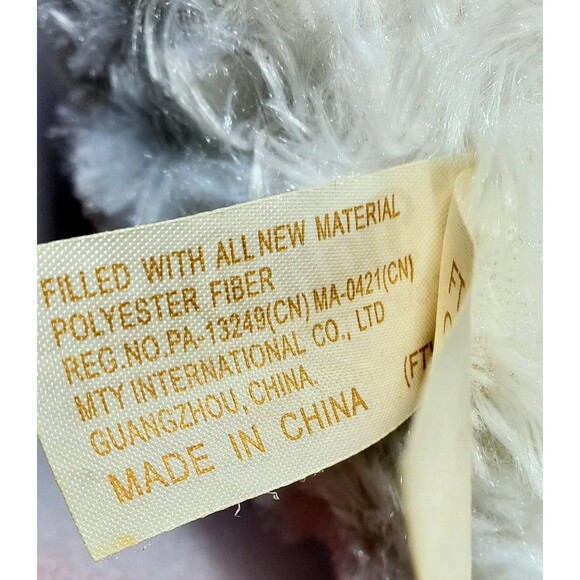 FILLED WITH ALL NEW MATERIAL
POLYESTER FIBER
REG.NO.PA-13249(CN) MA-0421(CN)
MTY INTERNATIONAL CO., LTD
GUANGZHOU, CHINA.
MADE IN CHINA